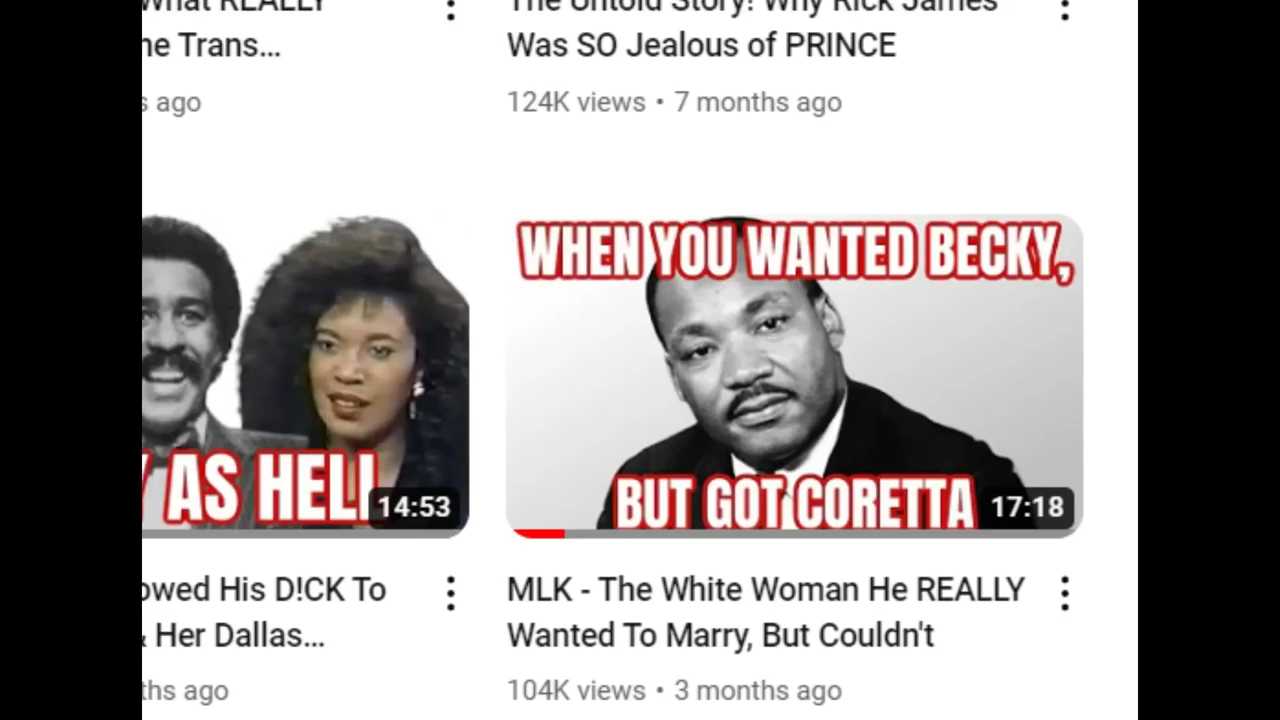 What REALLY
he Trans...
s ago
The Untold Story! Why Rick James
Was SO Jealous of PRINCE
124K views • 7 months ago
Y AS HELL
14:53
owed His D!CK To
& Her Dallas...
ths ago
WHEN YOU WANTED BECKY,
BUT GOT CORETTA
17:18
MLK - The White Woman He REALLY
Wanted To Marry, But Couldn't
104K views • 3 months ago